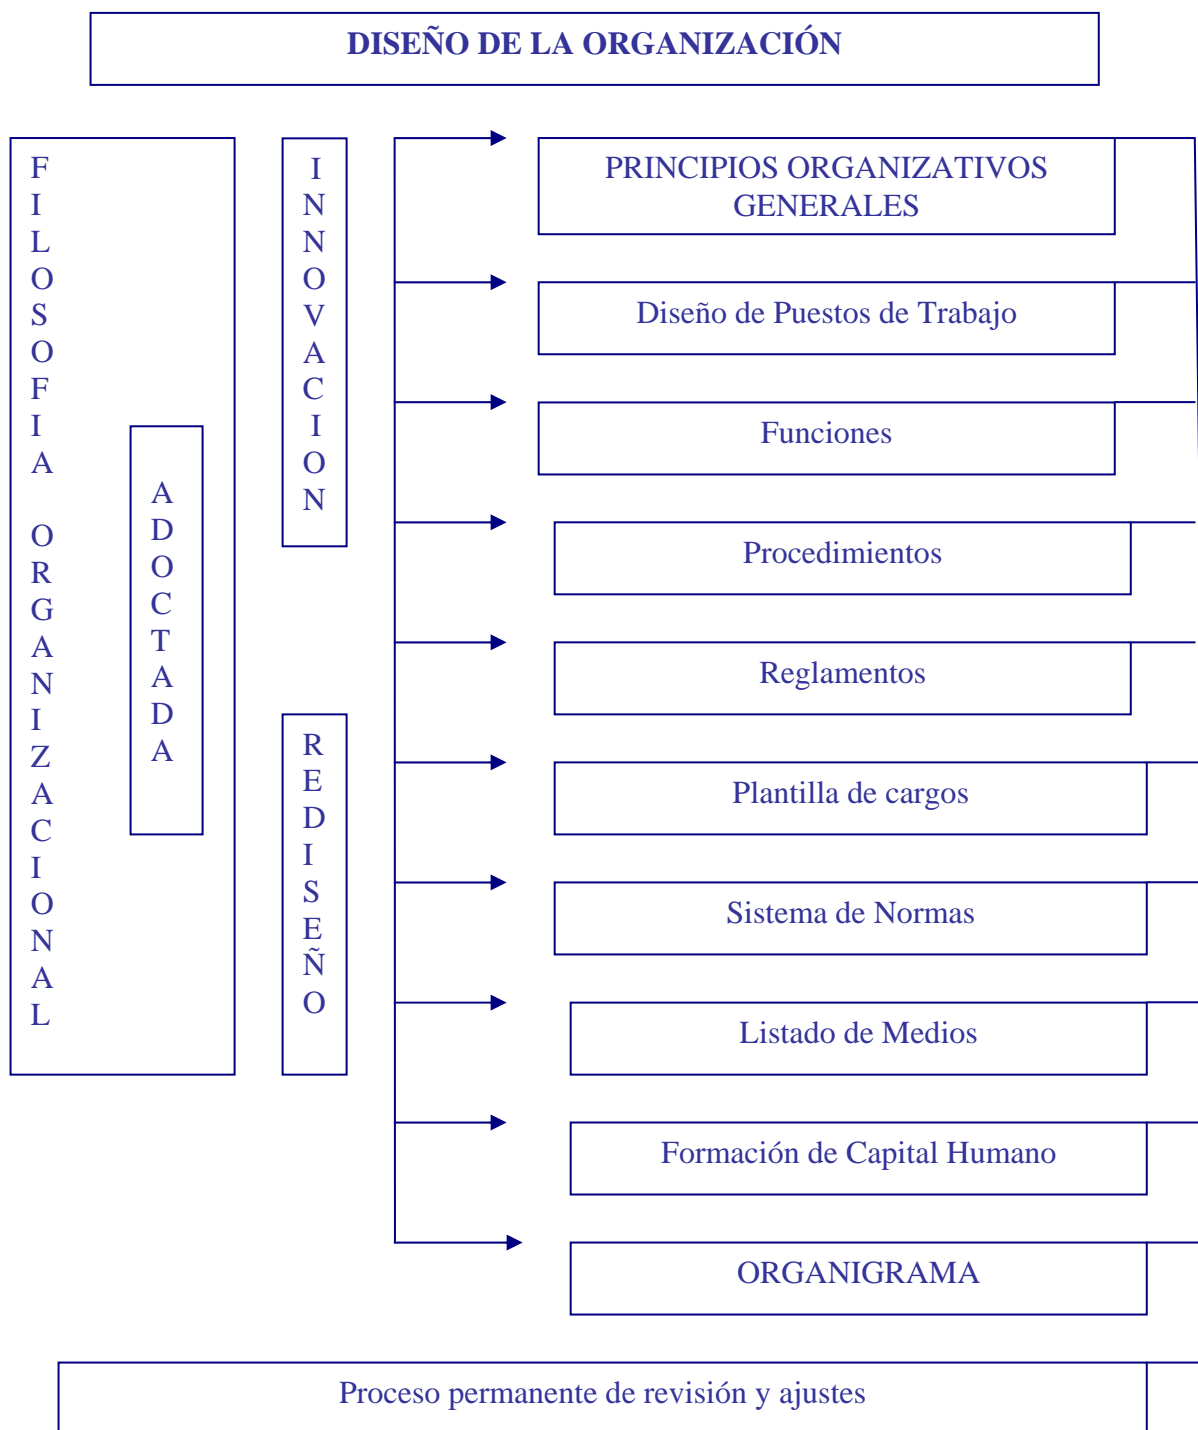 DISEÑO DE LA ORGANIZACIÓN
FILOSOFIA ORGANIZACIONAL
ADOCTADA
INNOVACION
REDISEÑO
PRINCIPIOS ORGANIZATIVOS
GENERALES
Diseño de Puestos de Trabajo
Funciones
Procedimientos
Reglamentos
Plantilla de cargos
Sistema de Normas
Listado de Medios
Formación de Capital Humano
ORGANIGRAMA
Proceso permanente de revisión y ajustes